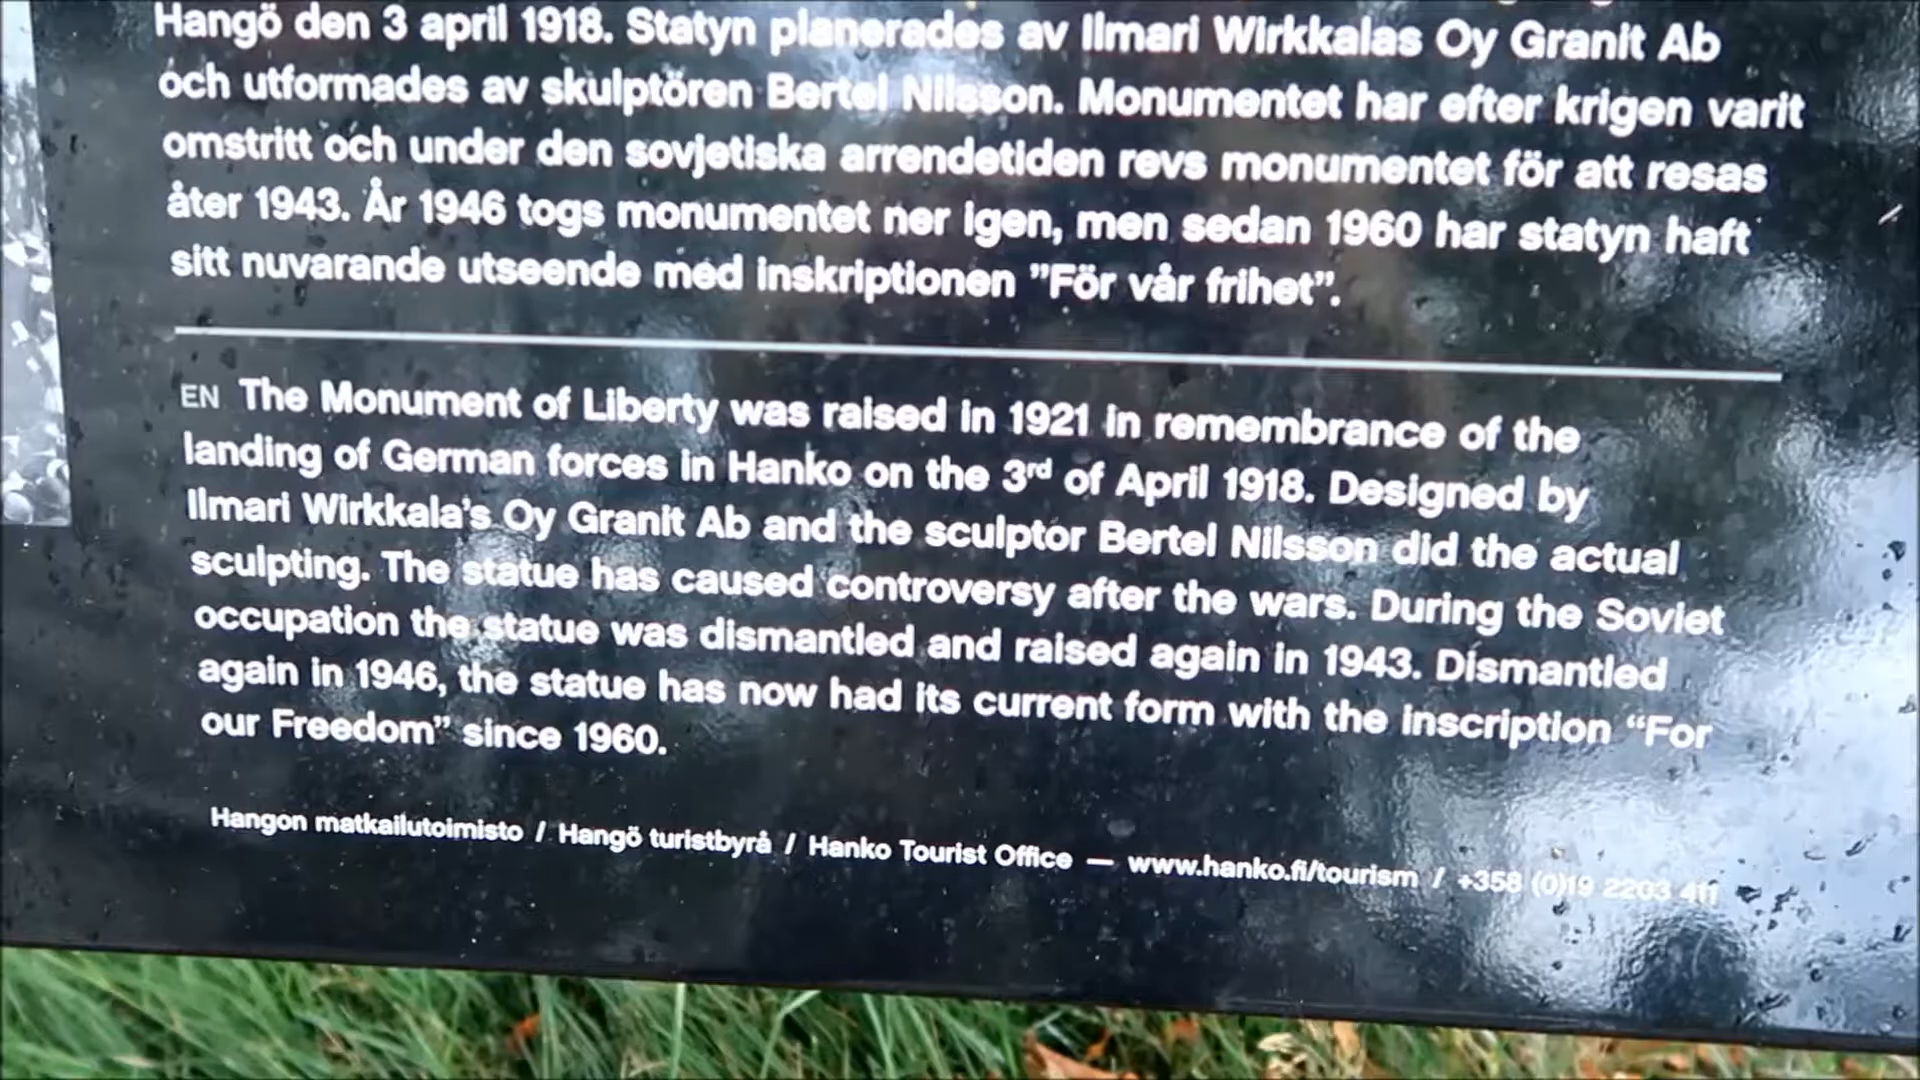 Hangö den 3 april 1918. Statyn planerades av Ilmari Wirkkalas Oy Granit Ab
och utformades av skulptören Bertel Nilsson. Monumentet har efter krigen varit
omstritt och under den sovjetiska arrendetiden revs monumentet för att resas
åter 1943. År 1946 togs monumentet ner igen, men sedan 1960 har statyn haft
sitt nuvarande utseende med inskriptionen ”För vår frihet”.
EN The Monument of Liberty was raised in 1921 in remembrance of the
landing of German forces in Hanko on the 3rd of April 1918. Designed by
Ilmari Wirkkala’s Oy Granit Ab and the sculptor Bertel Nilsson did the actual
sculpting. The statue has caused controversy after the wars. During the Soviet
occupation the statue was dismantled and raised again in 1943. Dismantled
again in 1946, the statue has now had its current form with the inscription “For
our Freedom” since 1960.
Hangon matkailutoimisto / Hangö turistbyrå / Hanko Tourist Office — www.hanko.fi/tourism / +358 (0)19 2203 411